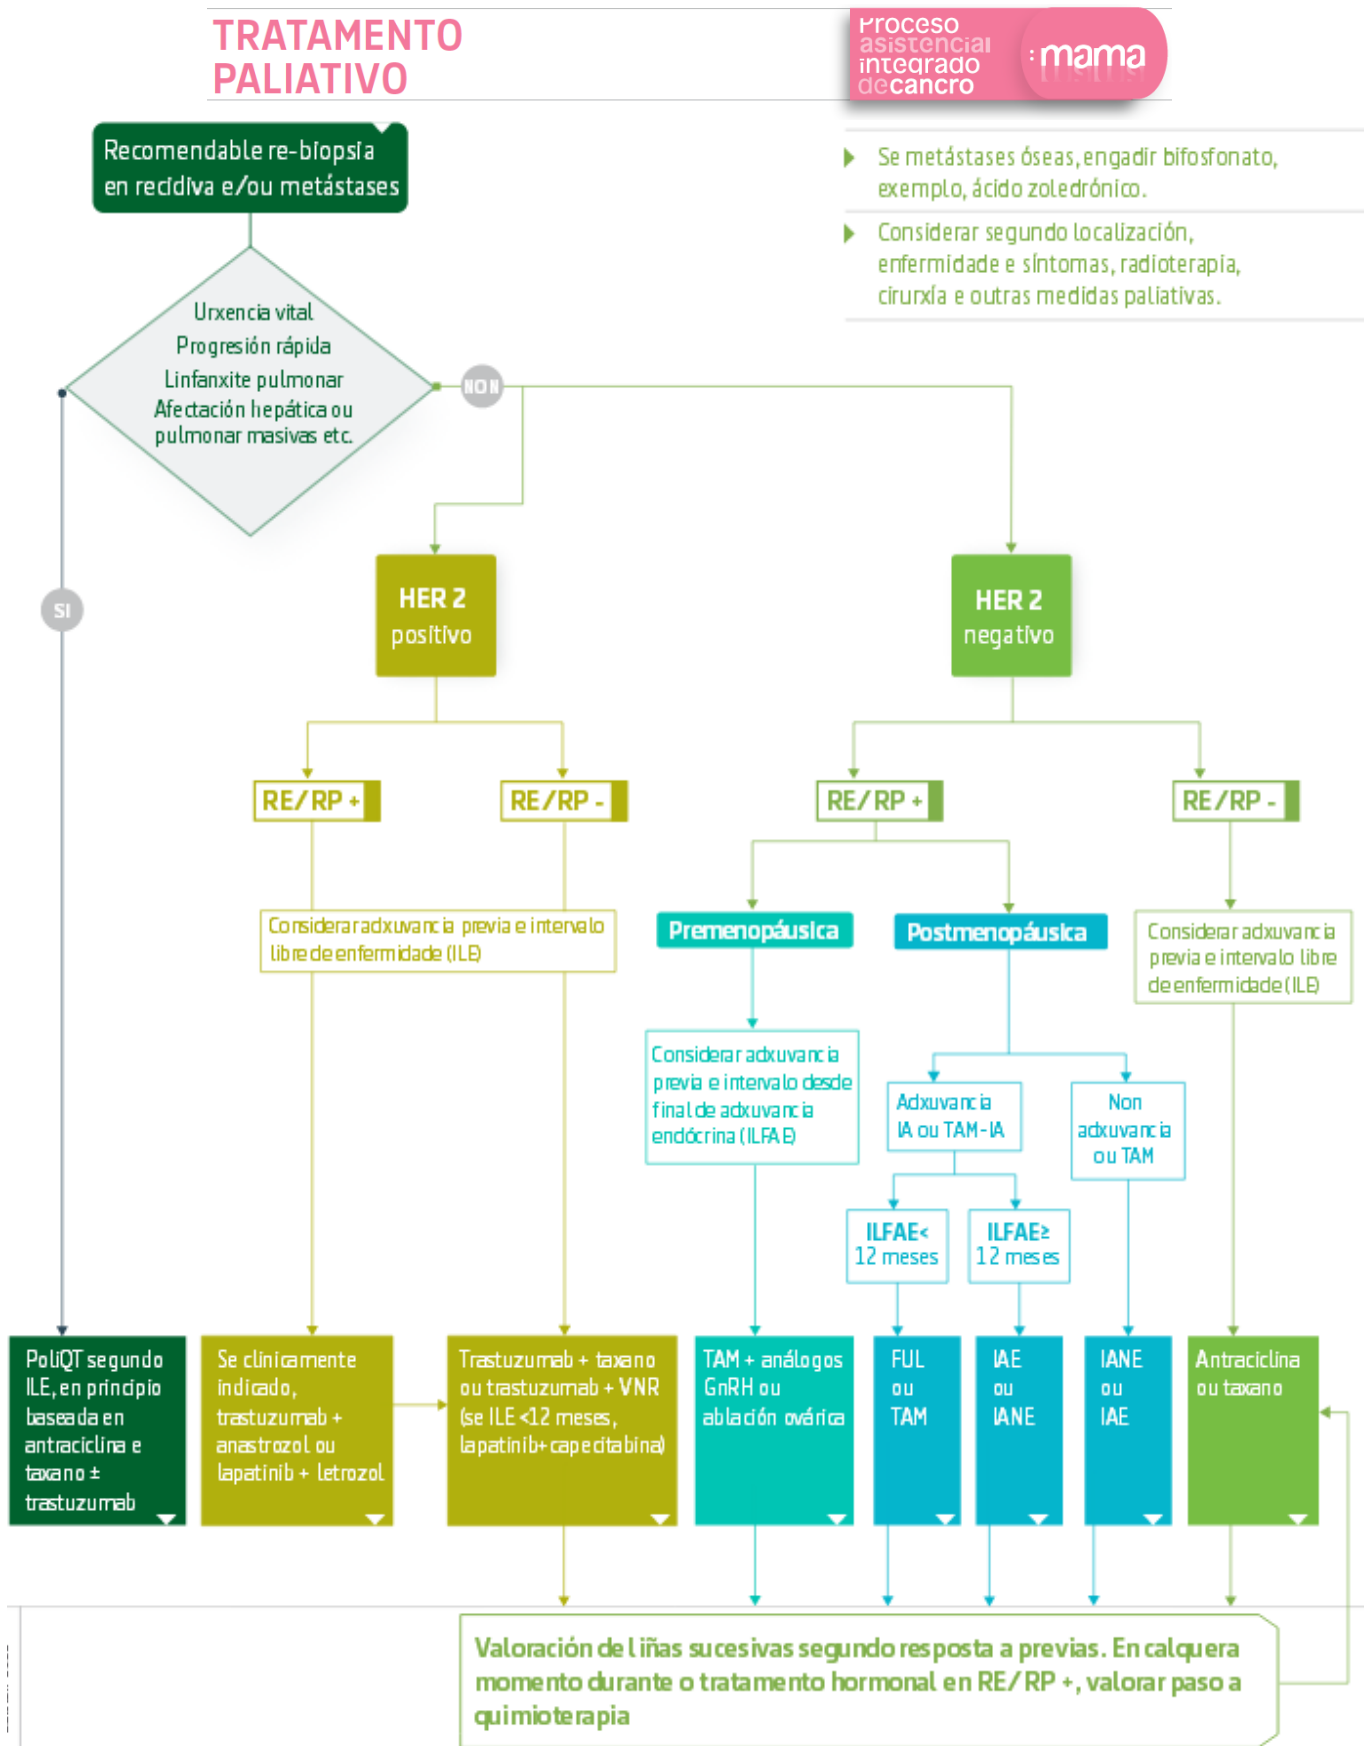 TRATAMENTO
PALIATIVO
Proceso
asistencial
integrado
decancro
:mama
Recomendable re-biopsia
en recidiva e/ou metástases
Se metástases óseas, engadir bifosfonato,
exemplo, ácido zoledrónico.
Considerar segundo localización,
enfermidade e síntomas, radioterapia,
cirurxía e outras medidas paliativas.
Urxencia vital
Progresión rápida
Linfanxite pulmonar
Afectación hepática ou
pulmonar masivas etc.
NON
SI
HER 2
positivo
HER 2
negativo
RE/RP +
RE/RP -
RE/RP +
RE/RP -
Considerar adxuvancia previa e intervalo
libre de enfermidade (ILE)
Premenopáusica
Postmenopáusica
Considerar adxuvancia
previa e intervalo libre
de enfermidade (ILE)
Considerar adxuvancia
previa e intervalo desde
final de adxuvancia
endócrina (ILFAE)
Adxuvancia
IA ou TAM-IA
Non
adxuvancia
ou TAM
ILFAE<
12 meses
ILFAE≥
12 meses
PoliQT segundo
ILE, en principio
baseada en
antraciclina e
taxano ±
trastuzumab
Se clinicamente
indicado,
trastuzumab +
anastrozol ou
lapatinib + letrozol
Trastuzumab + taxano
ou trastuzumab + VNR
(se ILE <12 meses,
lapatinib+capecitabina)
TAM + análogos
GnRH ou
ablación ovárica
FUL
ou
TAM
IAE
ou
IANE
IANE
ou
IAE
Antraciclina
ou taxano
Valoración de liñas sucesivas segundo resposta a previas. En calquera
momento durante o tratamento hormonal en RE/RP +, valorar paso a
quimioterapia